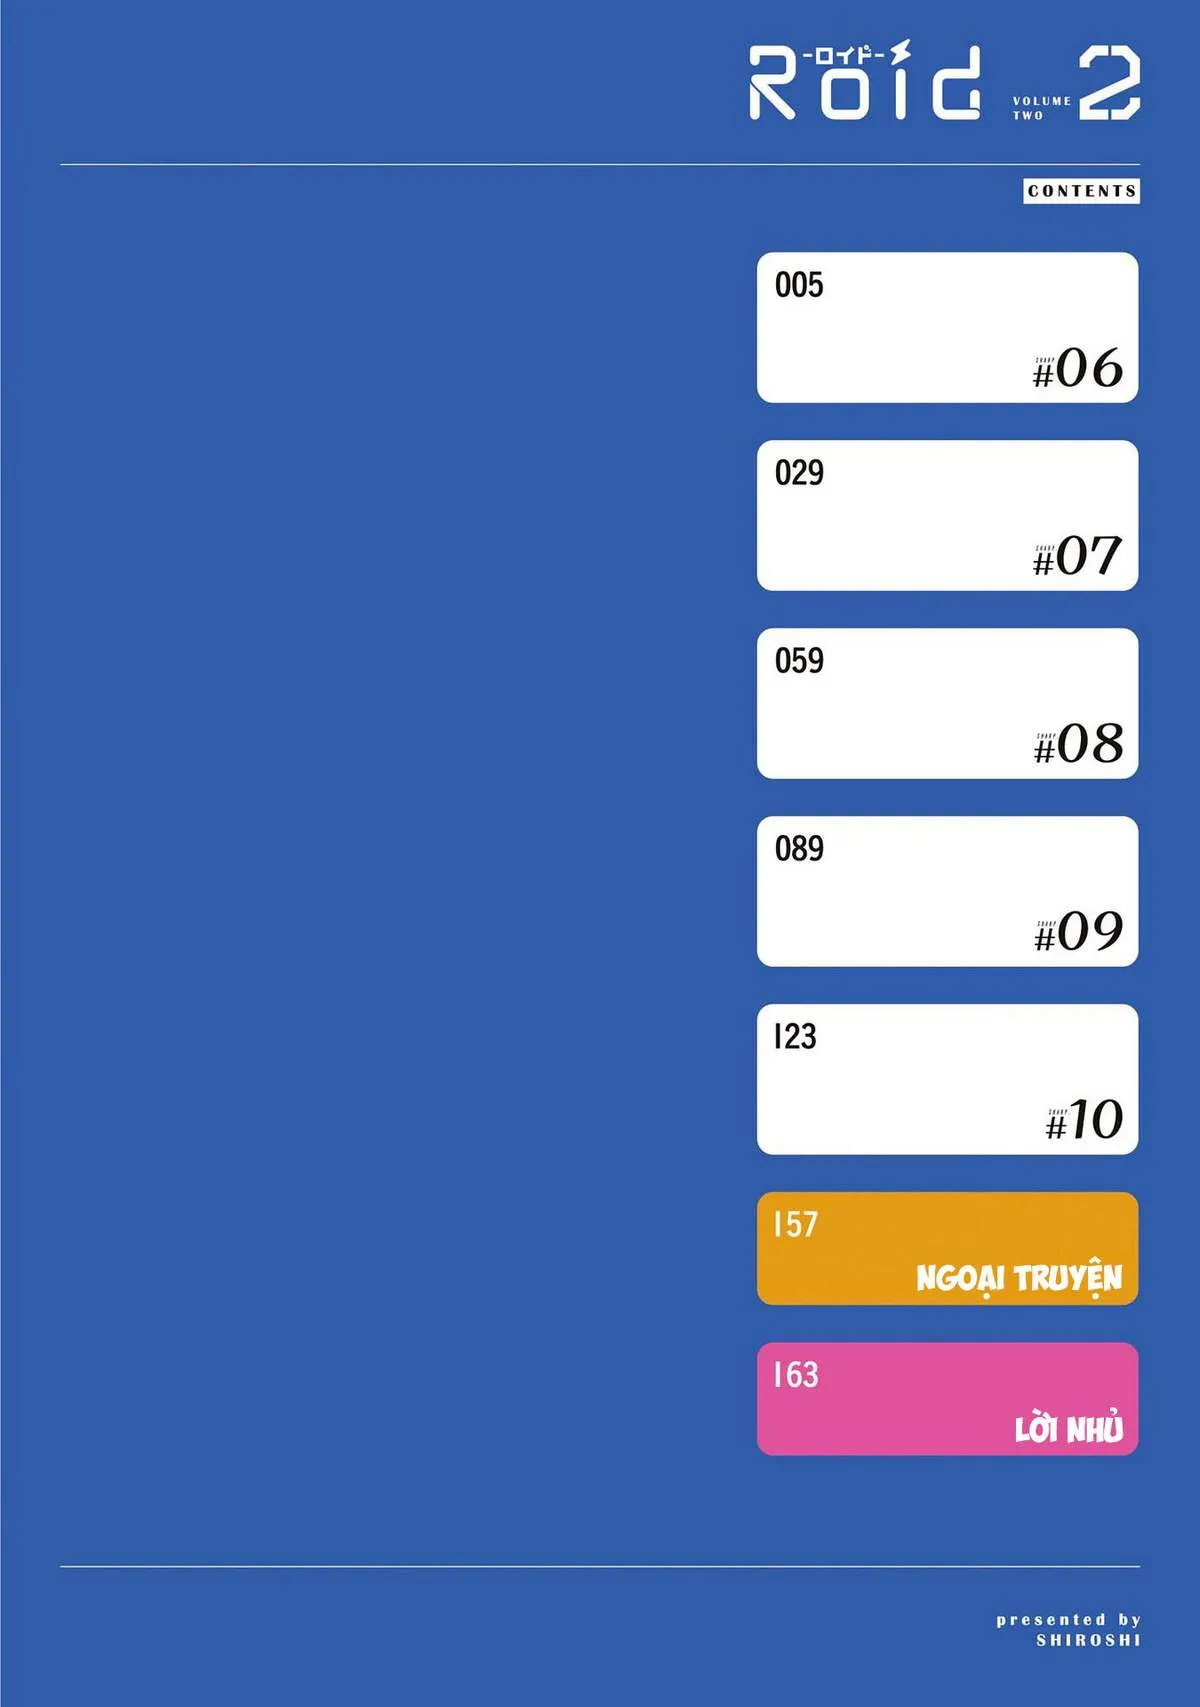 Roid
-ロイド-
VOLUME
TWO
2
CONTENTS
005
SHARP
#06
029
SHARP
#07
059
SHARP
#08
089
SHARP
#09
123
SHARP
#10
157
NGOẠI TRUYỆN
163
LỜI NHỦ
presented by
SHIROSHI